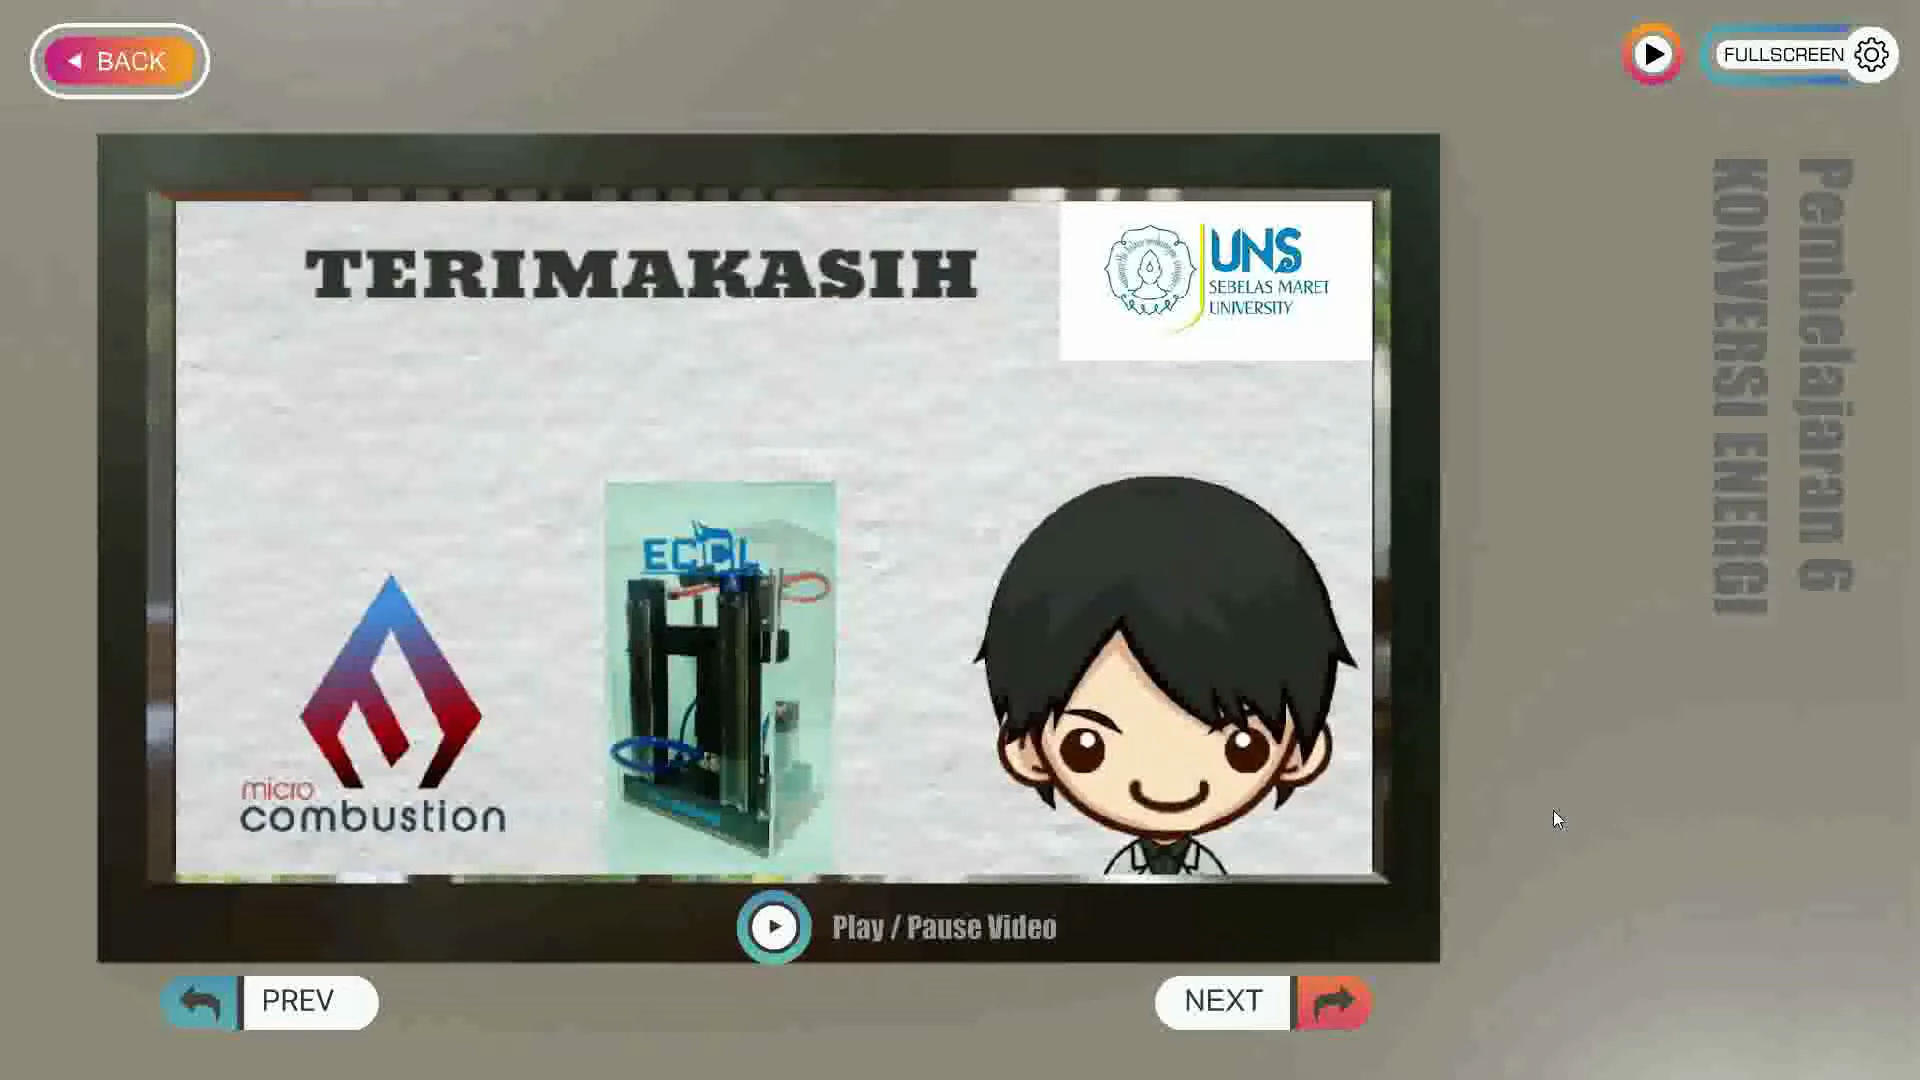 BACK
FULLSCREEN
TERIMAKASIH
UNS
SEBELAS MARET
UNIVERSITY
ECCL
micro
combustion
Play / Pause Video
PREV
NEXT
Pembelajaran 6
KONVERSI ENERGI